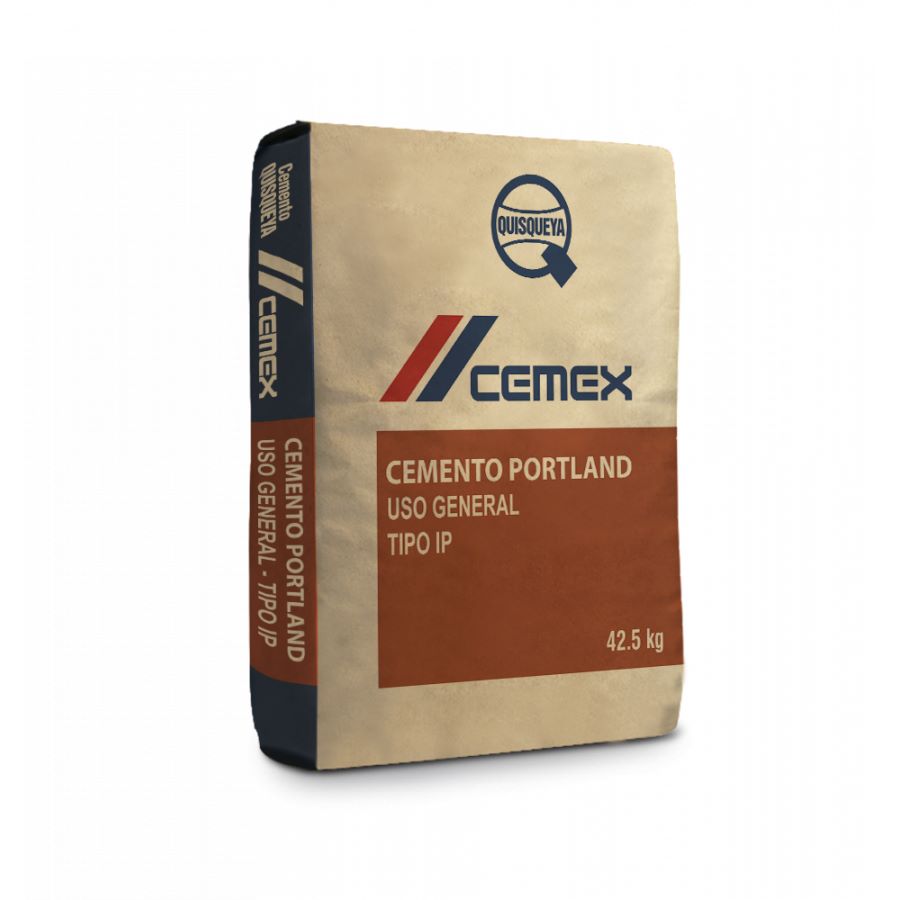 QUISQUEYA
CEMEX
CEMENTO PORTLAND
USO GENERAL
TIPO IP
42.5 kg
Cemento
QUISQUEYA
CEMEX
CEMENTO PORTLAND
USO GENERAL - TIPO IP